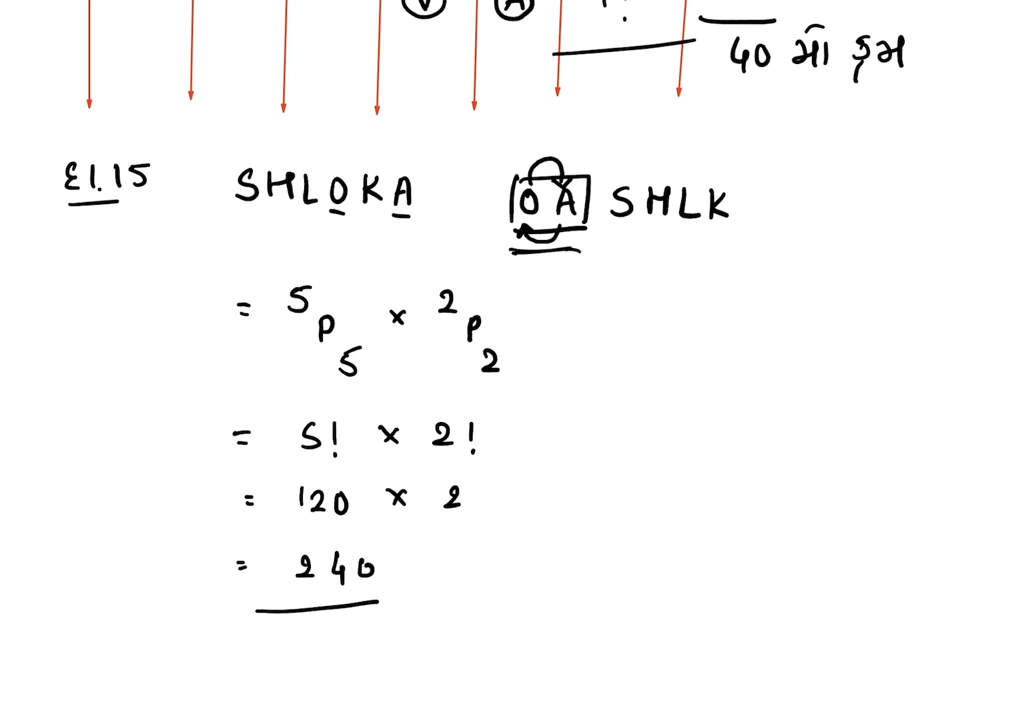 V A !
40 મો ક્રમ
દા.15 SHLOKA OA SHLK
= ⁵P₅ × ²P₂
= 5! × 2!
= 120 × 2
= 240